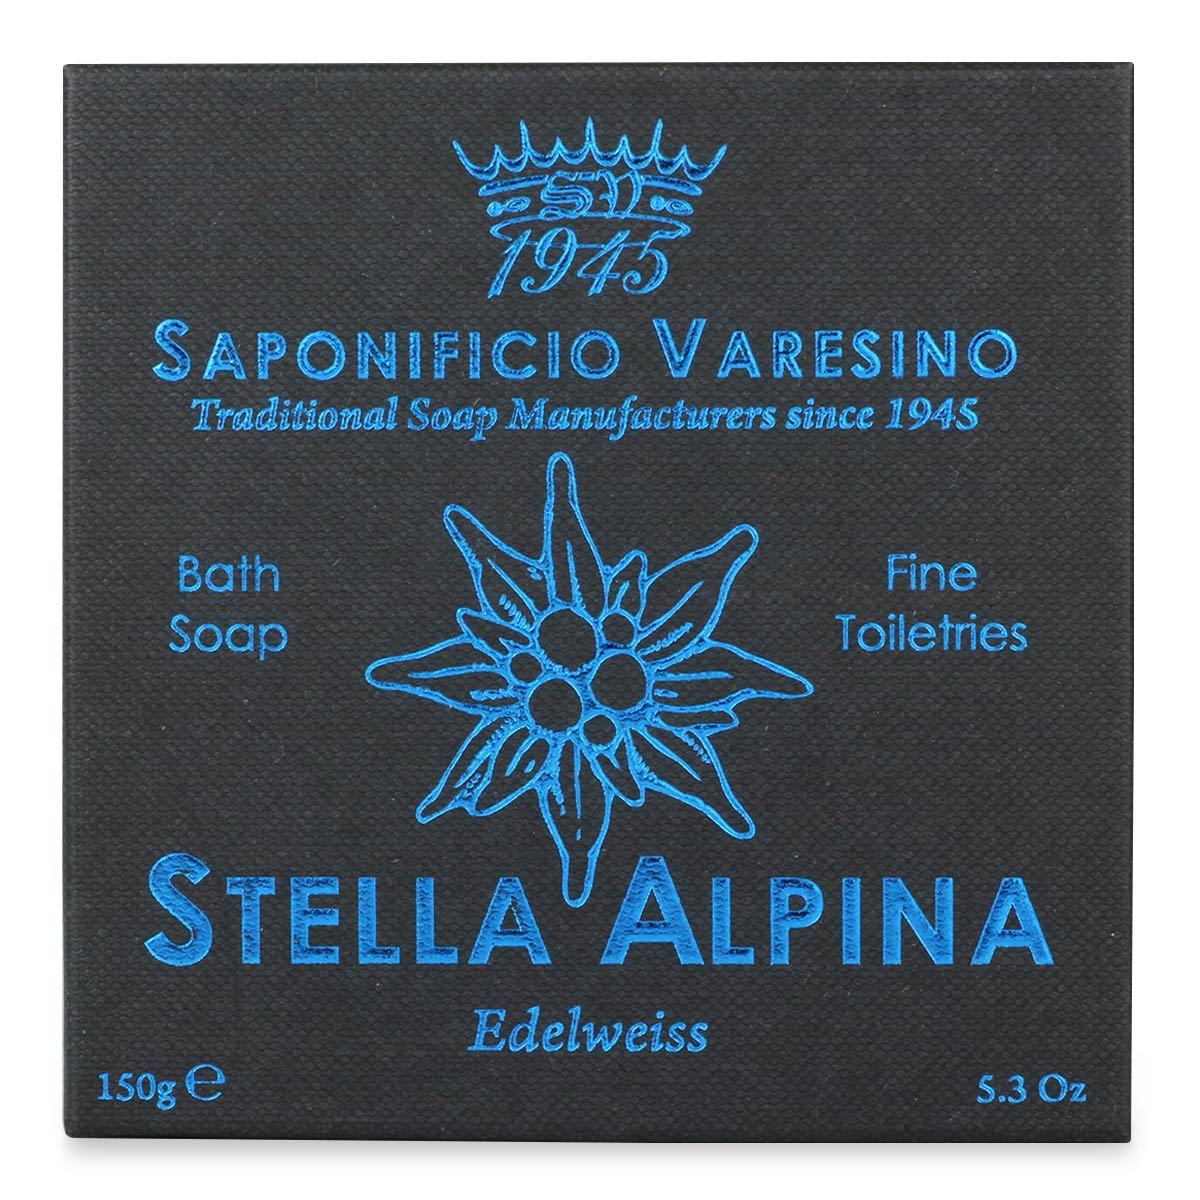 SV
1945
SAPONIFICIO VARESINO
Traditional Soap Manufacturers since 1945
Bath
Soap
Fine
Toiletries
STELLA ALPINA
Edelweiss
150g ℮
5.3 Oz